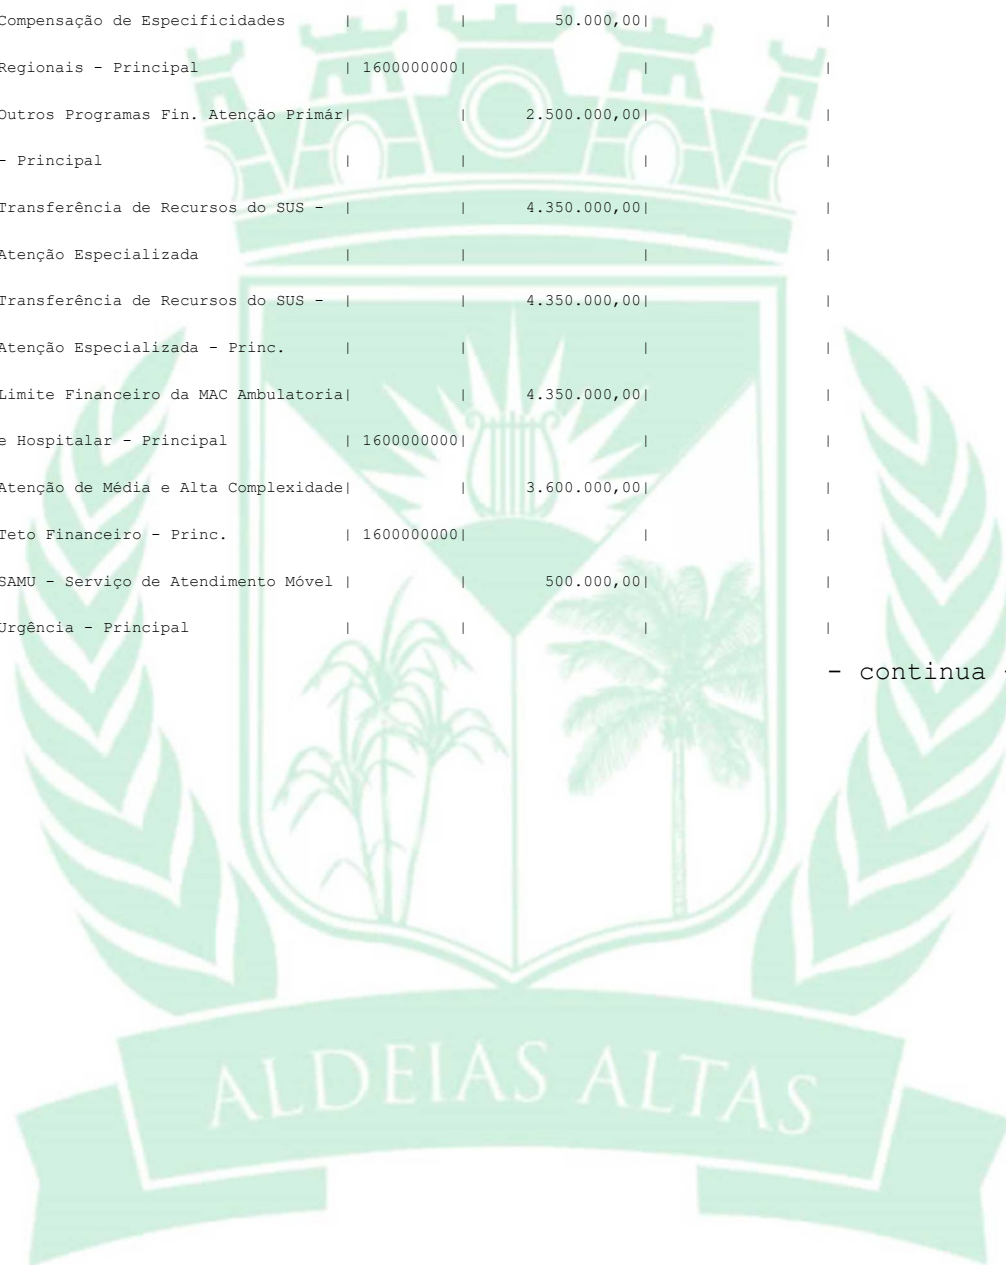 Compensação de Especificidades | | 50.000,00| |
Regionais - Principal | 1600000000| | |
Outros Programas Fin. Atenção Primár| | 2.500.000,00| |
- Principal | | | |
Transferência de Recursos do SUS - | | 4.350.000,00| |
Atenção Especializada | | | |
Transferência de Recursos do SUS - | | 4.350.000,00| |
Atenção Especializada - Princ. | | | |
Limite Financeiro da MAC Ambulatoria| | 4.350.000,00| |
e Hospitalar - Principal | 1600000000| | |
Atenção de Média e Alta Complexidade| | 3.600.000,00| |
Teto Financeiro - Princ. | 1600000000| | |
SAMU - Serviço de Atendimento Móvel | | 500.000,00| |
Urgência - Principal | | | |
- continua -
ALDEIAS ALTAS